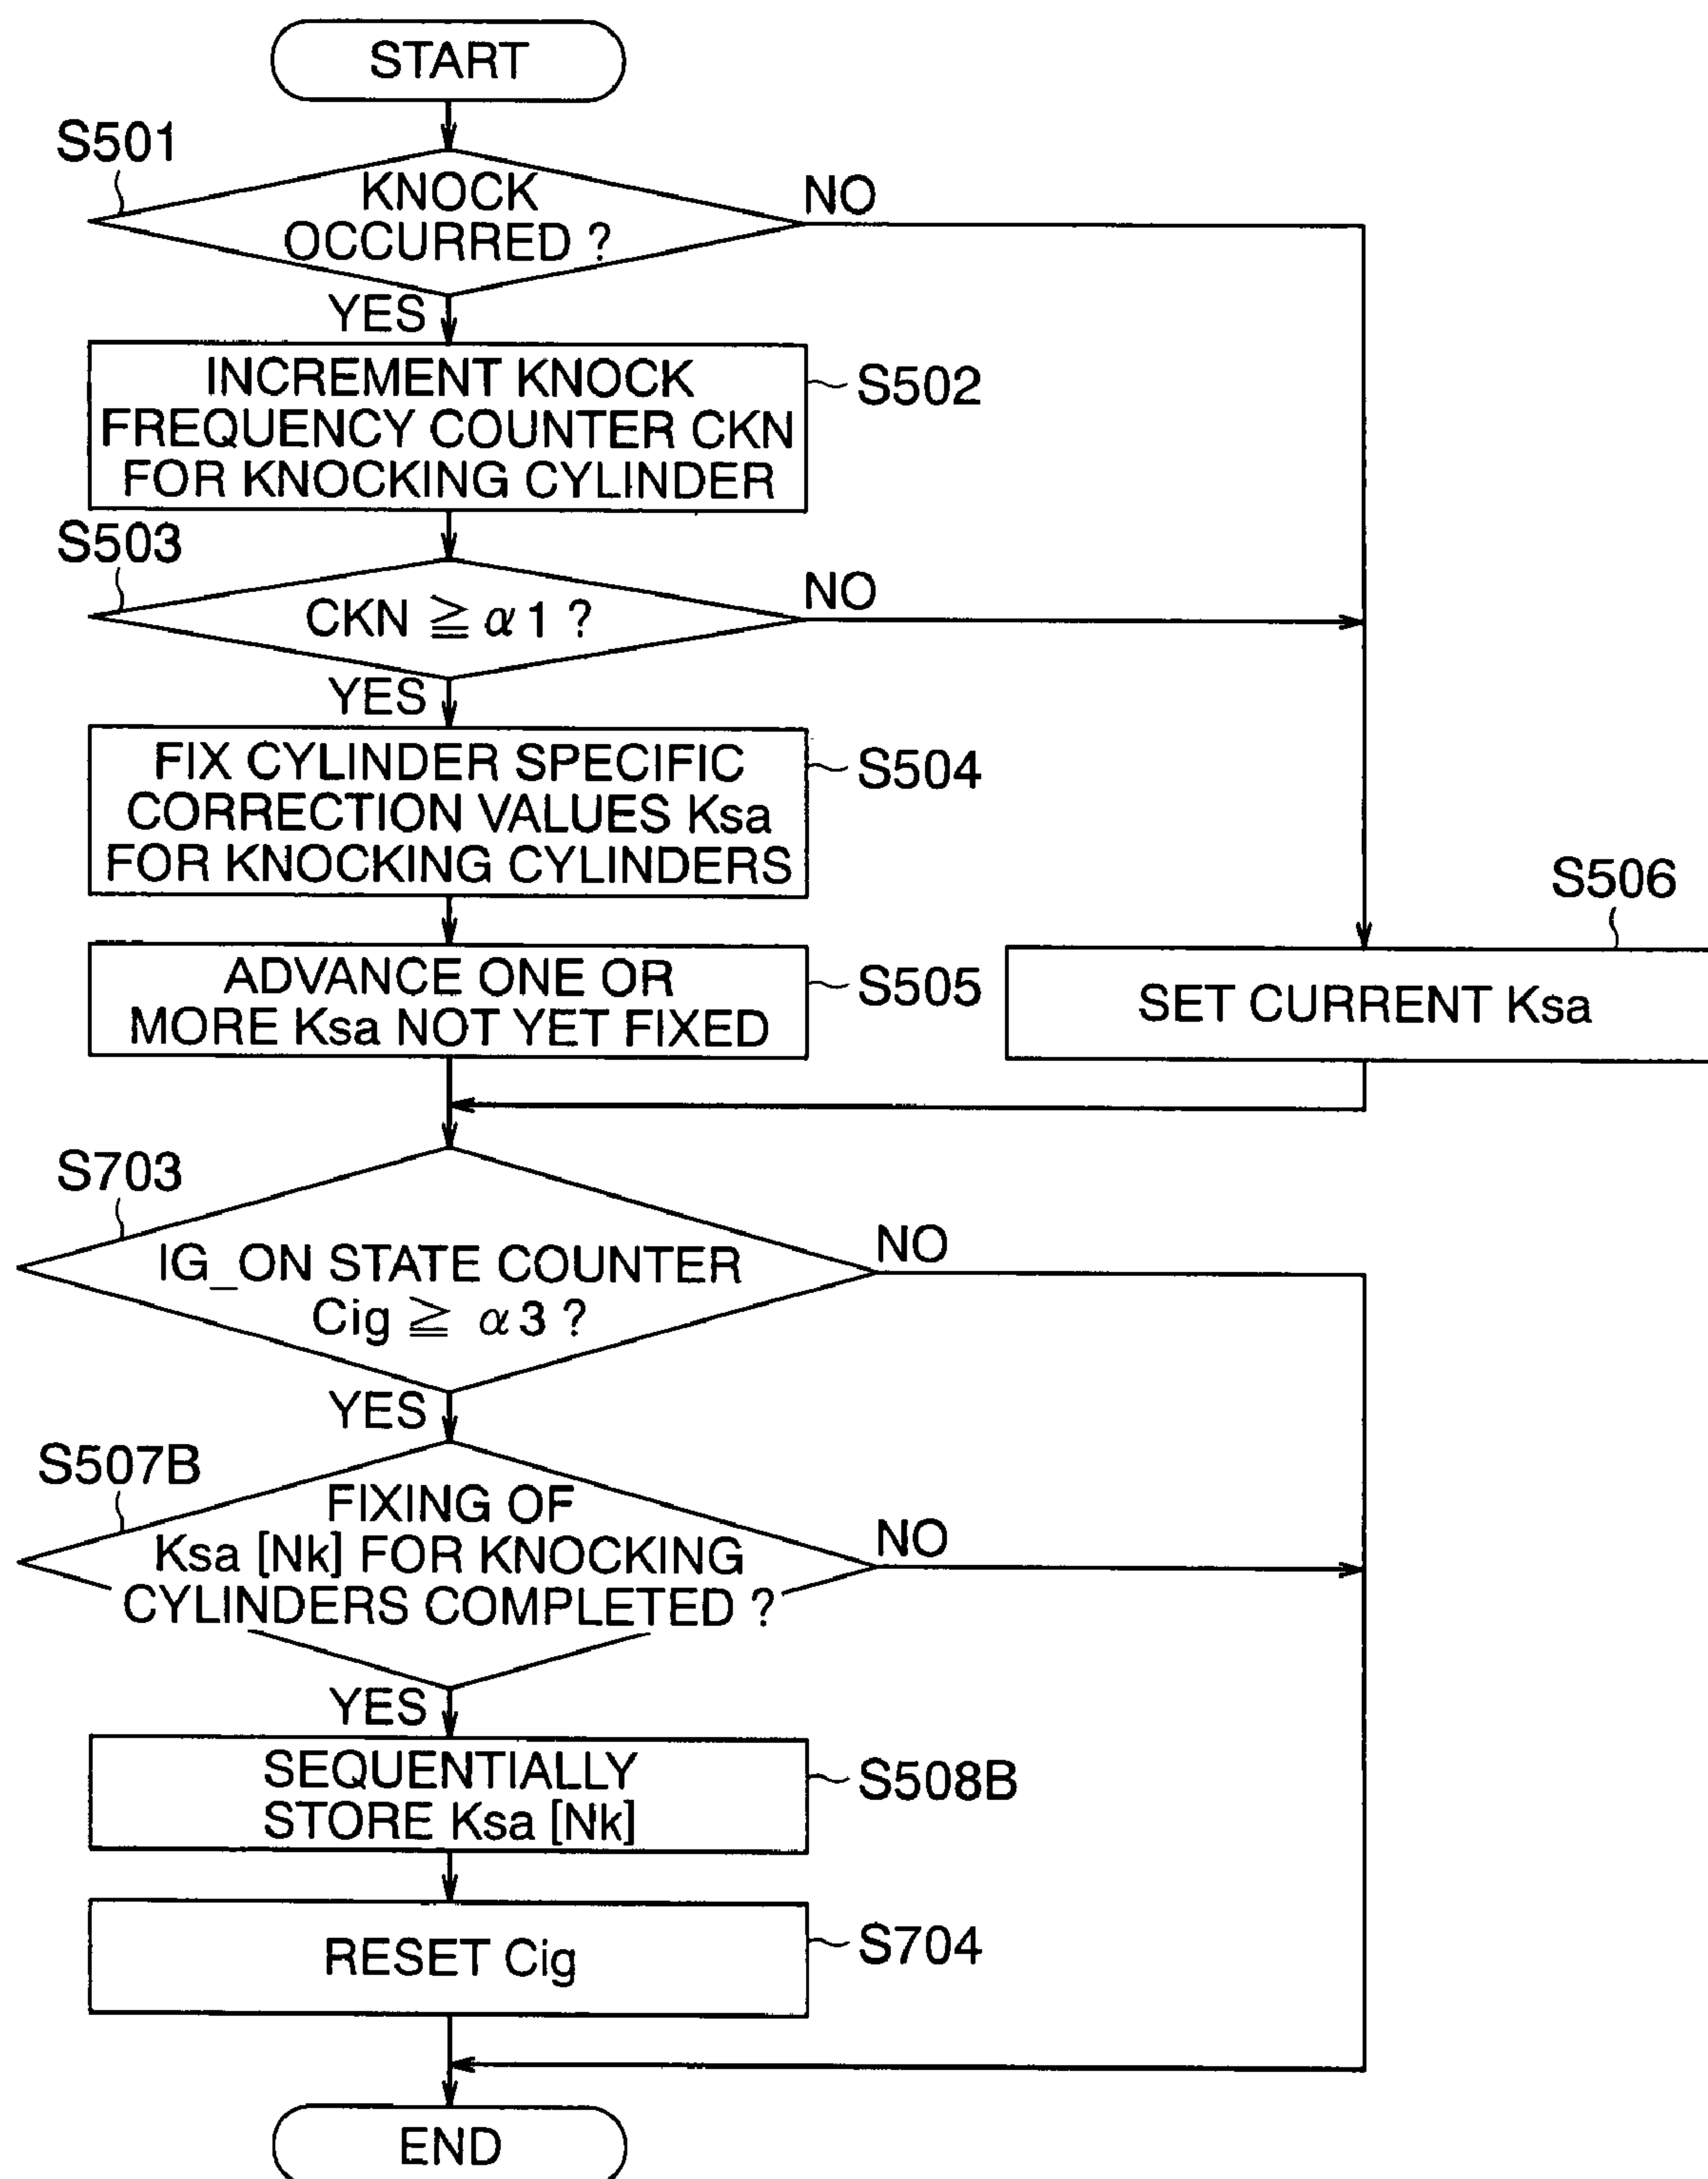 START
S501
KNOCK
OCCURRED ?
NO
YES
INCREMENT KNOCK
FREQUENCY COUNTER CKN
FOR KNOCKING CYLINDER
S502
S503
CKN ≧ α1 ?
NO
YES
FIX CYLINDER SPECIFIC
CORRECTION VALUES Ksa
FOR KNOCKING CYLINDERS
S504
ADVANCE ONE OR
MORE Ksa NOT YET FIXED
S505
S506
SET CURRENT Ksa
S703
IG_ON STATE COUNTER
Cig ≧ α3 ?
NO
YES
S507B
FIXING OF
Ksa [Nk] FOR KNOCKING
CYLINDERS COMPLETED ?
NO
YES
SEQUENTIALLY
STORE Ksa [Nk]
S508B
RESET Cig
S704
END